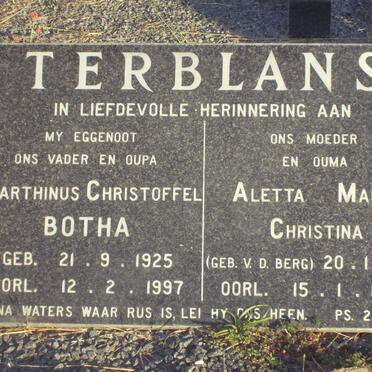 TERBLANS
IN LIEFDEVOLLE HERINNERING AAN
MY EGGENOOT
ONS VADER EN OUPA
ARTHINUS CHRISTOFFEL
BOTHA
GEB. 21.9.1925
OORL. 12.2.1997
ONS MOEDER
EN OUMA
ALETTA MA
CHRISTINA
(GEB. V.D. BERG) 20.1
OORL. 15.1
NA WATERS WAAR RUS IS, LEI HY ONS HEEN. PS. 2